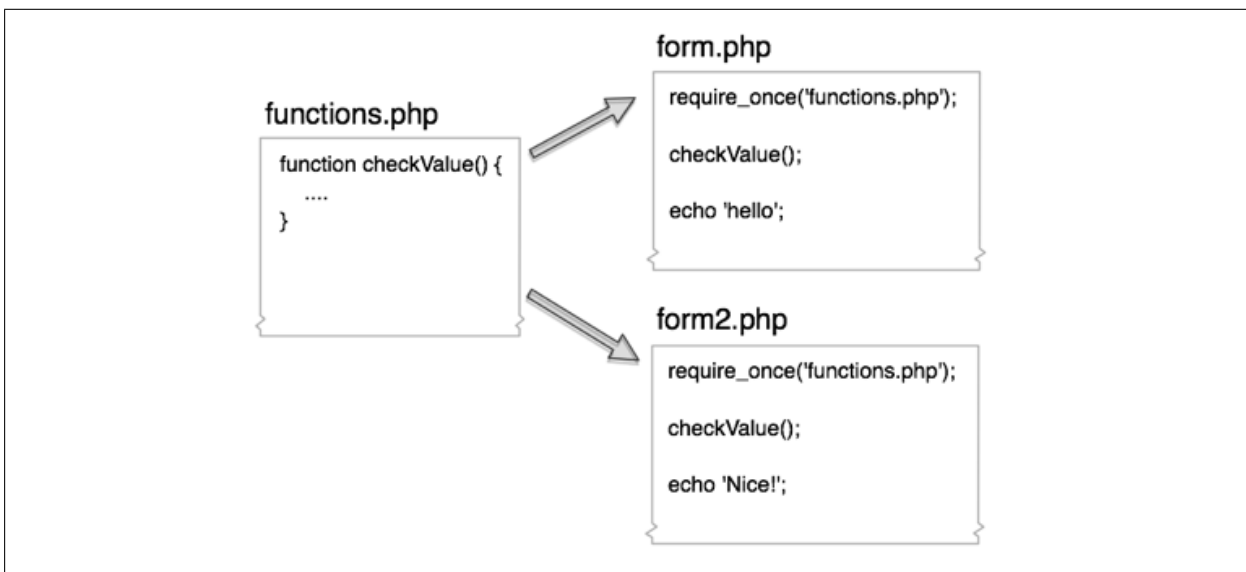 functions.php
function checkValue() {
....
}
form.php
require_once('functions.php');
checkValue();
echo 'hello';
form2.php
require_once('functions.php');
checkValue();
echo 'Nice!';